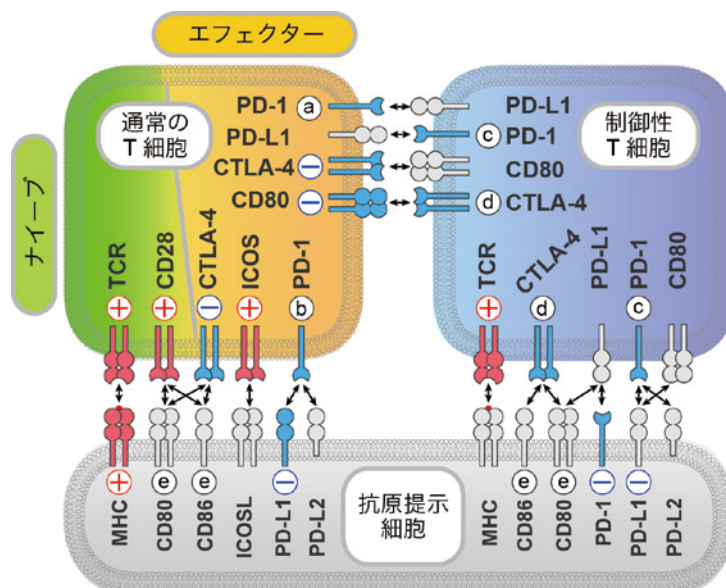 エフェクター
ナイーブ
通常の
T 細胞
制御性
T 細胞
PD-1 a
PD-L1
PD-L1
c PD-1
CTLA-4 −
CD80
CD80 −
d CTLA-4
TCR
CD28
CTLA-4
ICOS
PD-1
+
+
−
+
b
TCR
CTLA-4
PD-L1
PD-1
CD80
+
d
c
+
e
e
−
MHC
CD80
CD86
ICOSL
PD-L1
PD-L2
抗原提示
細胞
e
e
−
−
MHC
CD86
CD80
PD-1
PD-L1
PD-L2